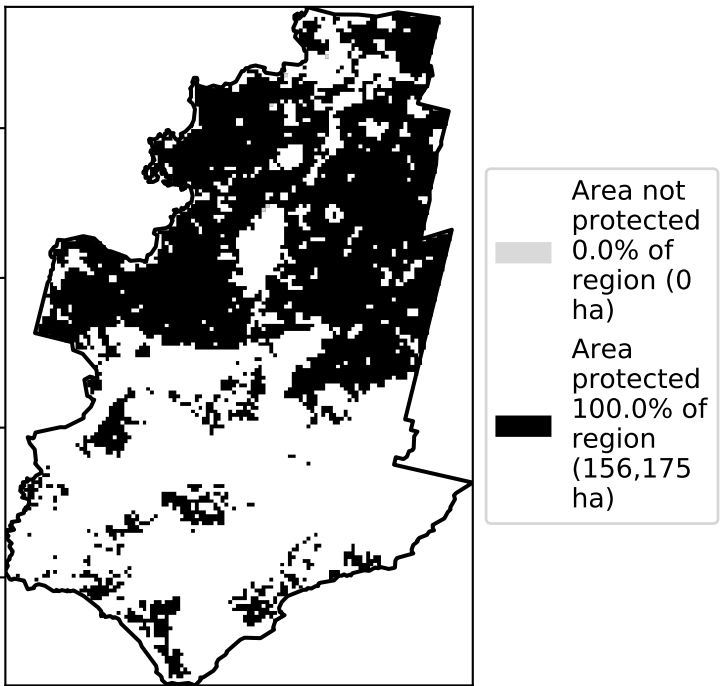 Area not
protected
0.0% of
region (0
ha)
Area
protected
100.0% of
region
(156,175
ha)